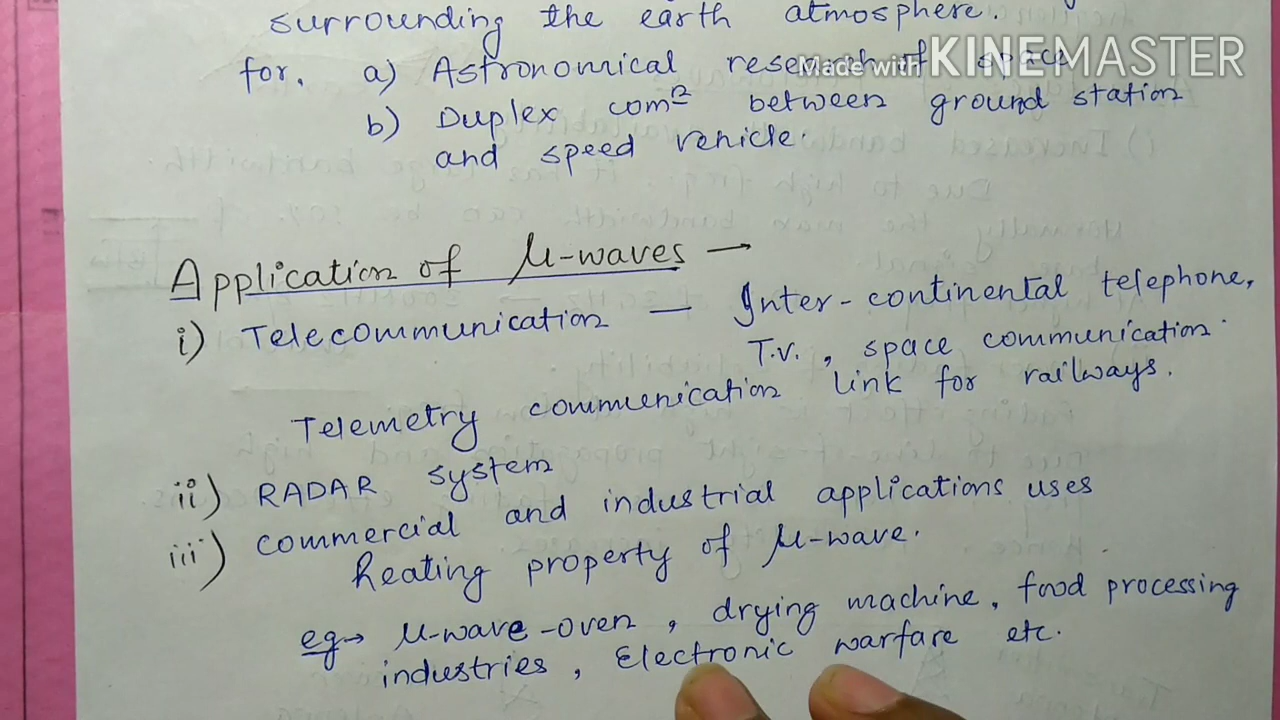 surrounding the earth atmosphere.
for. a) Astronomical research of space
Made with KINEMASTER
b) Duplex comⁿ between ground station
and speed vehicle.
Application of μ-waves →
i) Telecommunication — Inter-continental telephone,
T.V. , space communication.
Telemetry communication link for railways.
ii) RADAR system
iii) commercial and industrial applications uses
heating property of μ-wave.
eg→ μ-wave-oven , drying machine, food processing
industries , Electronic warfare etc.